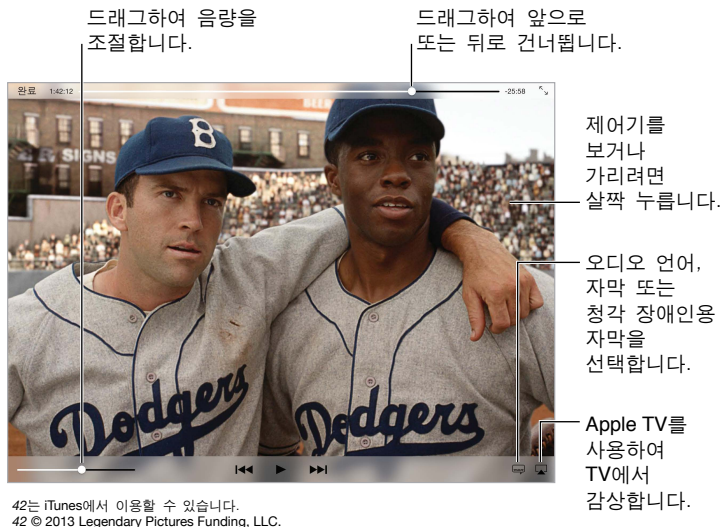 드래그하여 음량을
조절합니다.
드래그하여 앞으로
또는 뒤로 건너뜁니다.
완료
1:42:12
-25:58
SIGNS
B
제어기를
보거나
가리려면
살짝 누릅니다.
오디오 언어,
자막 또는
청각 장애인용
자막을
선택합니다.
Dodgers
Dodgers
Apple TV를
사용하여
TV에서
감상합니다.
42는 iTunes에서 이용할 수 있습니다.
42 © 2013 Legendary Pictures Funding, LLC.